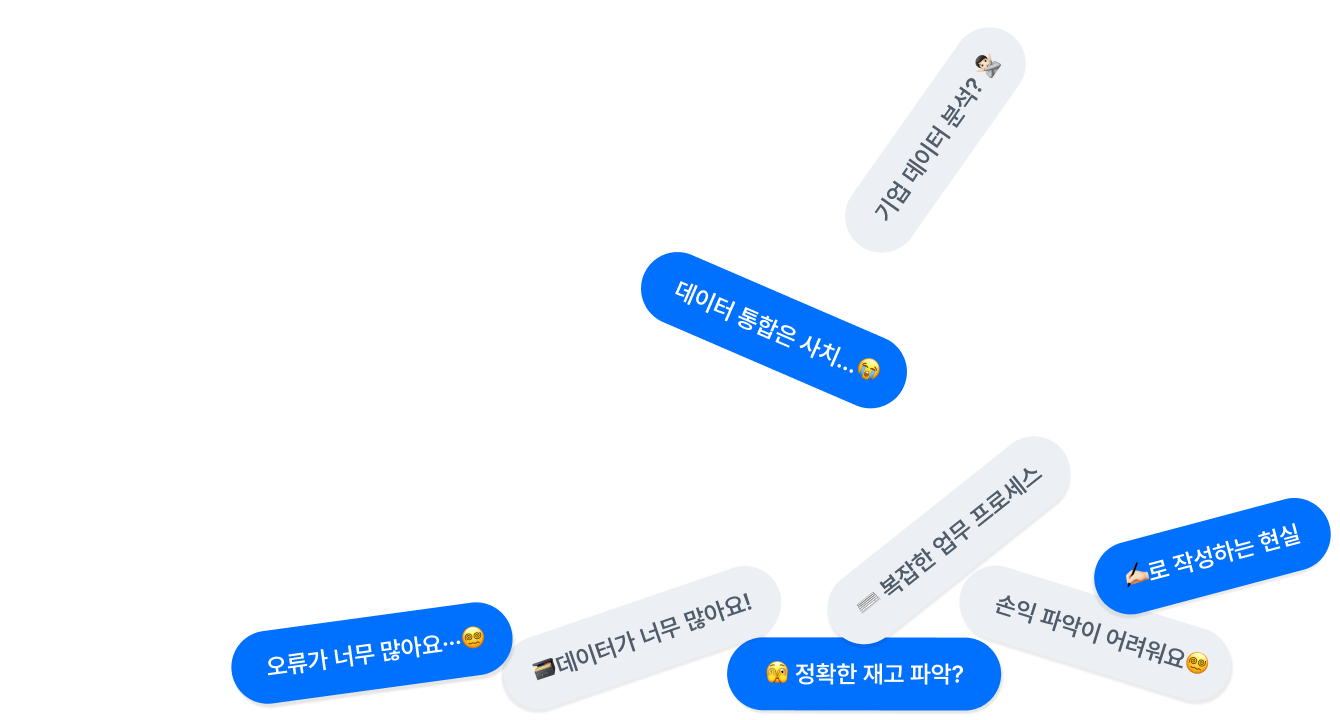 기업 데이터 분석? 🙅🏻‍♂️
데이터 통합은 사치...😭
복잡한 업무 프로세스
✍🏻로 작성하는 현실
오류가 너무 많아요...😵‍💫
🗃️데이터가 너무 많아요!
🫣 정확한 재고 파악?
손익 파악이 어려워요😵‍💫